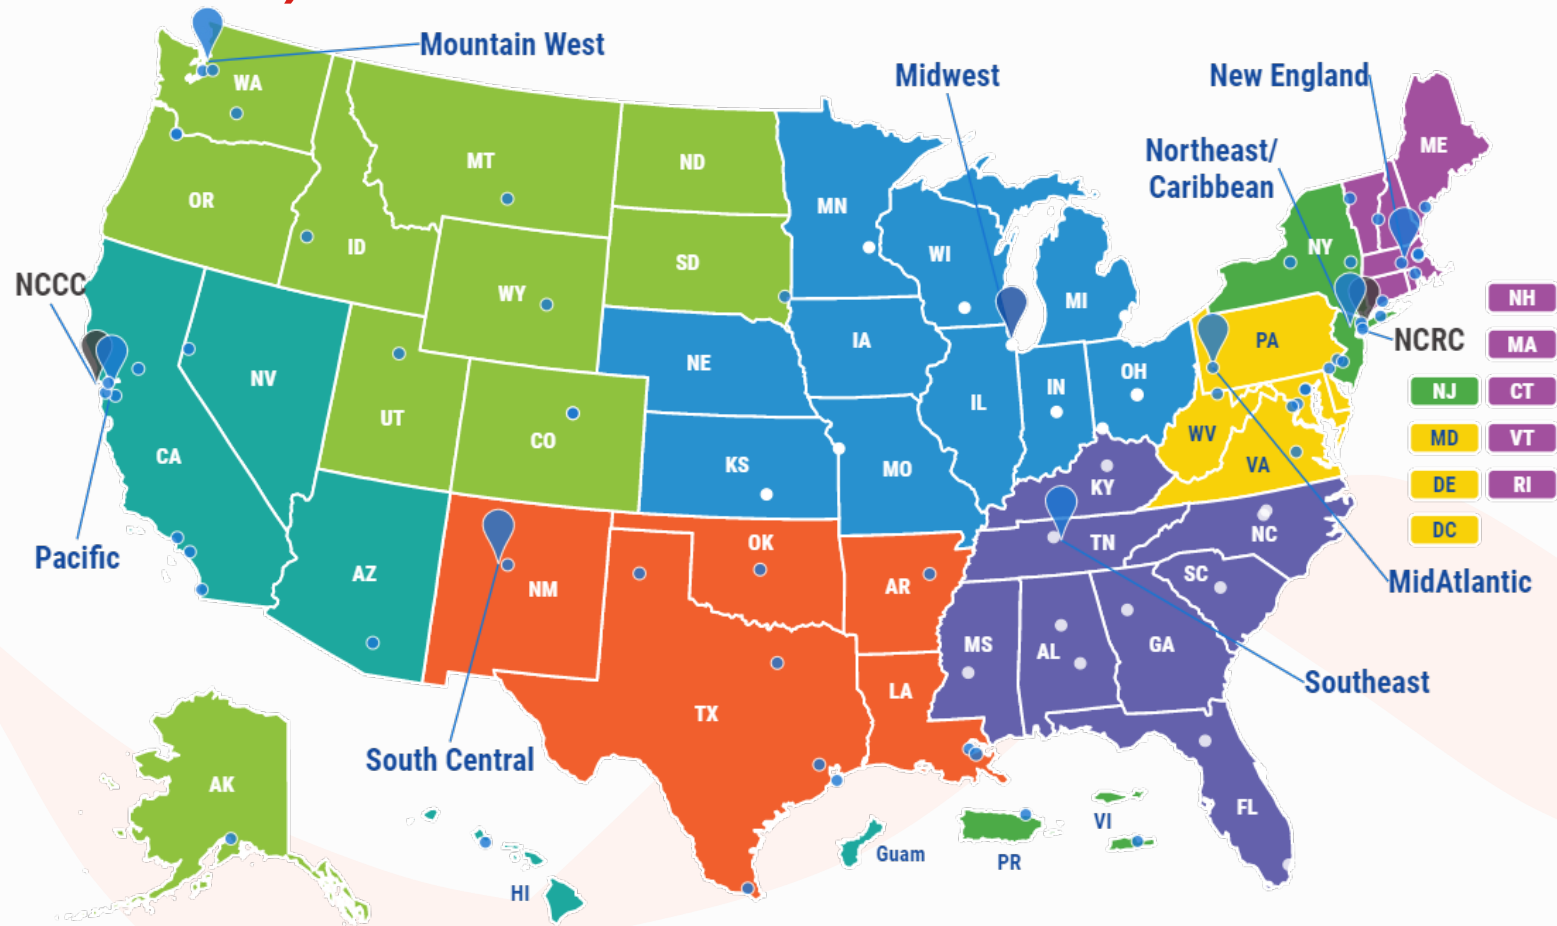 Mountain West
Midwest
New England
Northeast/
Caribbean
WA
MT
ND
MN
ME
OR
ID
SD
WI
MI
NY
NCCC
WY
NH
NE
IA
PA
NCRC
MA
NV
UT
CO
IL
IN
OH
NJ
CT
CA
KS
MO
WV
MD
VT
VA
KY
DE
RI
DC
Pacific
AZ
NM
OK
AR
TN
NC
SC
MidAtlantic
MS
AL
GA
Southeast
LA
TX
South Central
AK
FL
HI
Guam
PR
VI